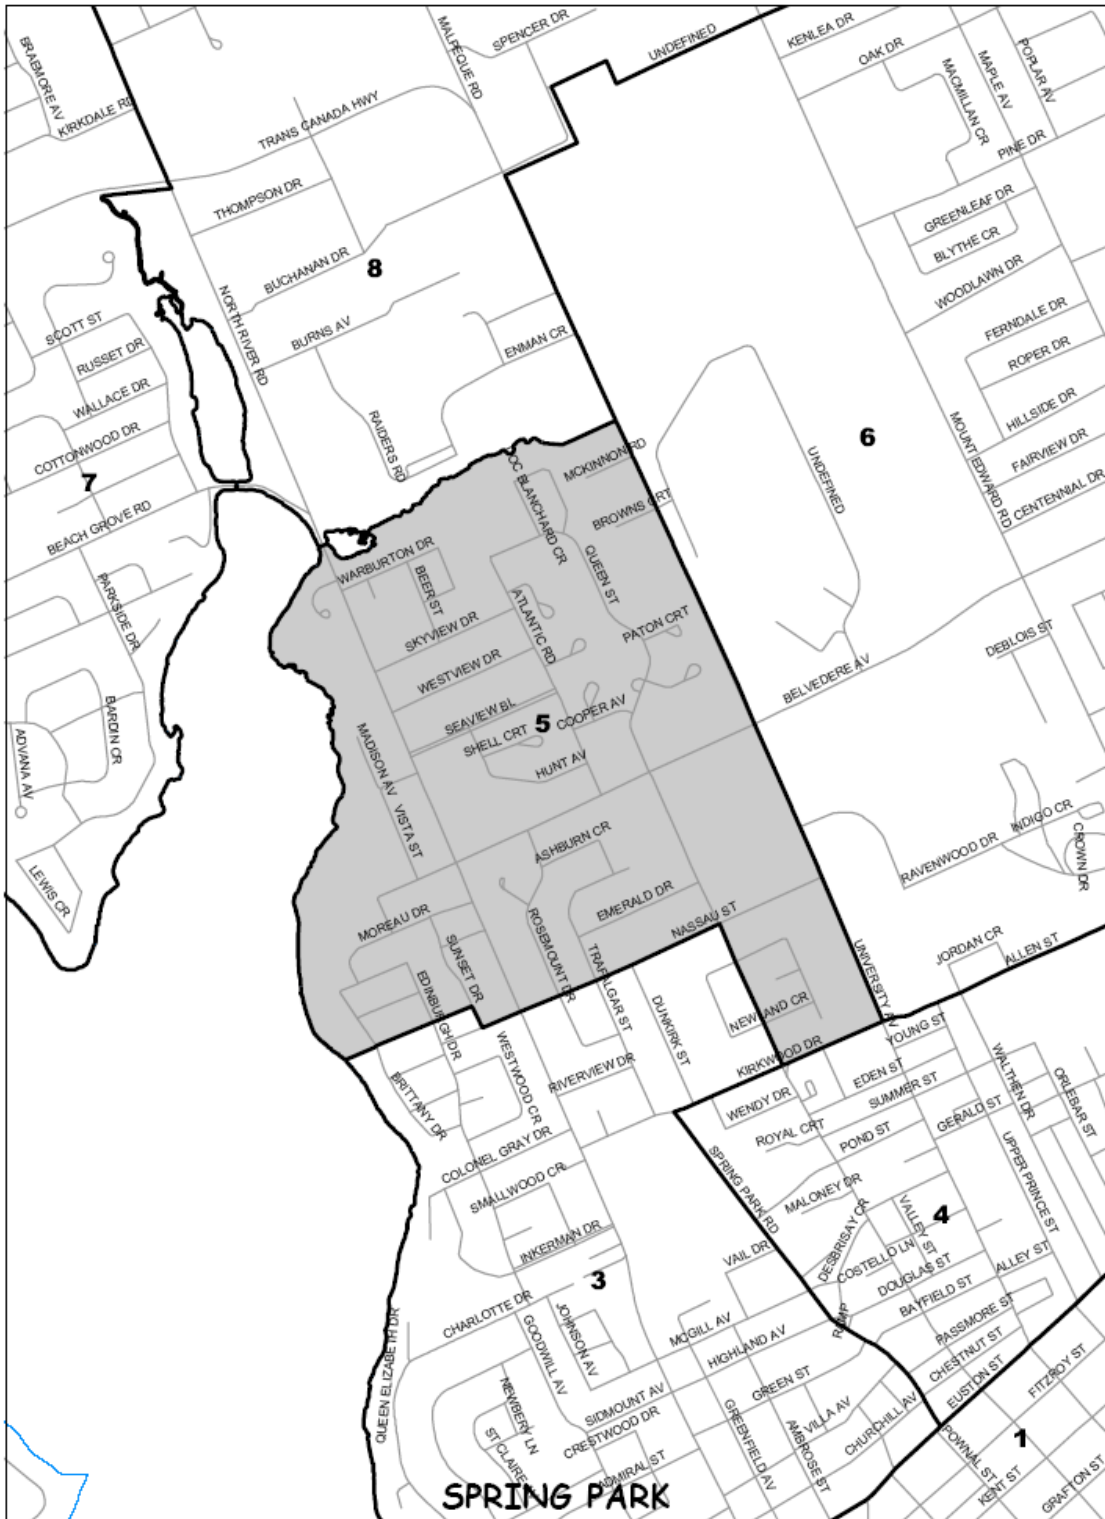 SPENCER DR
UNDEFINED
KENLEA DR
OAK DR
POPLAR AV
MAPLE AV
MACMILLAN CR
BRAEMORE AV
MALPEQUE RD
KIRKDALE RD
TRANS CANADA HWY
PINE DR
THOMPSON DR
GREENLEAF DR
BLYTHE CR
BUCHANAN DR
8
WOODLAWN DR
NORTH RIVER RD
SCOTT ST
BURNS AV
ENMAN CR
FERNDALE DR
RUSSET DR
ROPER DR
WALLACE DR
HILLSIDE DR
RAIDERS RD
COTTONWOOD DR
6
MOUNT EDWARD RD
FAIRVIEW DR
7
MCKINNON RD
UNDEFINED
CENTENNIAL DR
BEACH GROVE RD
BLANCHARD CR
BROWNS CRT
WARBURTON DR
BEER ST
QUEEN ST
PARKSIDE DR
ATLANTIC RD
SKYVIEW DR
PATON CRT
DEBLOIS ST
WESTVIEW DR
BELVEDERE AV
BARDIN CR
SEAVIEW BL
5
COOPER AV
SHELL CRT
ADVANA AV
MADISON AV
HUNT AV
VISTA ST
ASHBURN CR
INDIGO CR
RAVENWOOD DR
CROWN DR
LEWIS CR
MOREAU DR
EMERALD DR
NASSAU ST
ROSEMOUNT DR
SUNSET DR
TRAFALGAR ST
UNIVERSITY AV
JORDAN CR
ALLEN ST
EDINBURGH DR
DUNKIRK ST
NEWLAND CR
WESTWOOD CR
KIRKWOOD DR
YOUNG ST
RIVERVIEW DR
EDEN ST
WALTHEN DR
ORLEBAR ST
BRITTANY DR
WENDY DR
SUMMER ST
GERALD ST
ROYAL CRT
POND ST
COLONEL GRAY DR
SPRING PARK RD
UPPER PRINCE ST
SMALLWOOD CR
MALONEY DR
DESBRISAY CR
VALLEY ST
4
INKERMAN DR
VAIL DR
COSTELLO LN
3
DOUGLAS ST
ALLEY ST
CHARLOTTE DR
BAYFIELD ST
RAMP
PASSMORE ST
QUEEN ELIZABETH DR
GOODWILL AV
JOHNSON AV
MCGILL AV
HIGHLAND AV
CHESTNUT ST
EUSTON ST
FITZROY ST
GREEN ST
NEWBERY LN
SIDMOUNT AV
VILLA AV
CHURCHILL AV
CRESTWOOD DR
GREENFIELD AV
AMBROSE ST
1
ST CLAIRE
POWNAL ST
ADMIRAL ST
KENT ST
GRAFTON ST
SPRING PARK